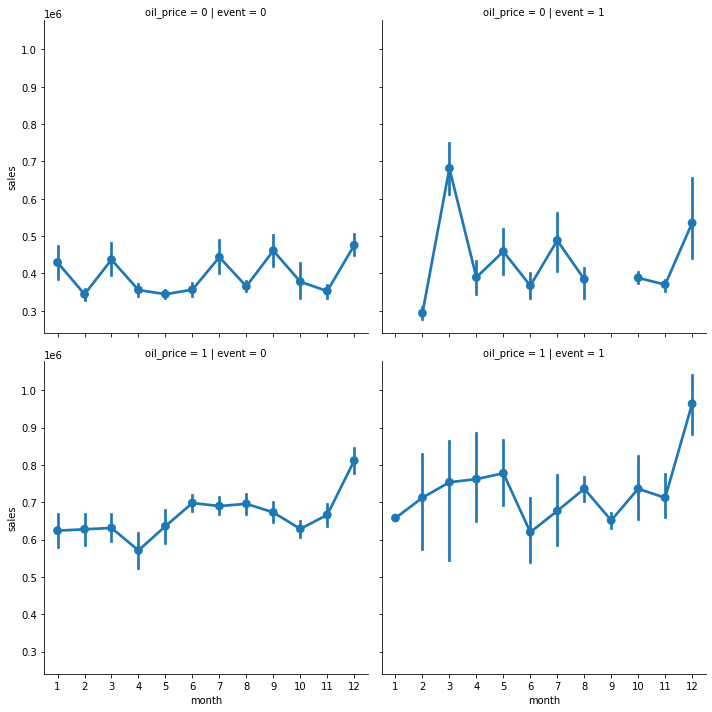 oil_price = 0 | event = 0
oil_price = 0 | event = 1
1e6
1.0
0.9
0.8
0.7
0.6
0.5
0.4
0.3
sales
oil_price = 1 | event = 0
oil_price = 1 | event = 1
1e6
1.0
0.9
0.8
0.7
0.6
0.5
0.4
0.3
sales
1 2 3 4 5 6 7 8 9 10 11 12
month
1 2 3 4 5 6 7 8 9 10 11 12
month